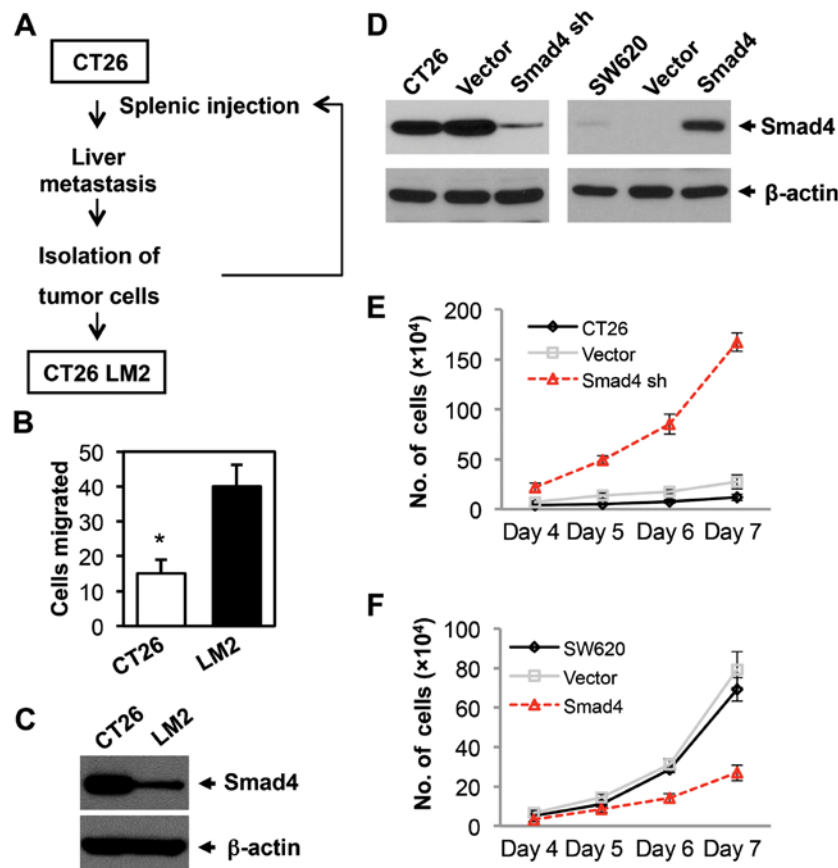 A
CT26
Splenic injection
Liver
metastasis
Isolation of
tumor cells
CT26 LM2
B
Cells migrated
50
40
30
20
10
0
*
CT26
LM2
C
CT26
LM2
Smad4
β-actin
D
CT26
Vector
Smad4 sh
SW620
Vector
Smad4
Smad4
β-actin
E
No. of cells (×10⁴)
200
150
100
50
0
CT26
Vector
Smad4 sh
Day 4 Day 5 Day 6 Day 7
F
No. of cells (×10⁴)
100
80
60
40
20
0
SW620
Vector
Smad4
Day 4 Day 5 Day 6 Day 7